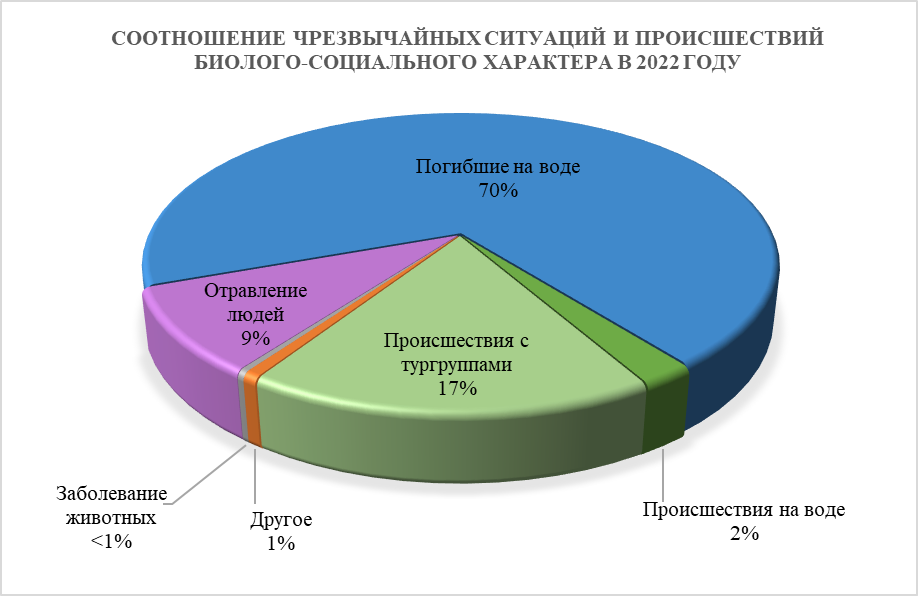 СООТНОШЕНИЕ ЧРЕЗВЫЧАЙНЫХ СИТУАЦИЙ И ПРОИСШЕСТВИЙ
БИОЛОГО-СОЦИАЛЬНОГО ХАРАКТЕРА В 2022 ГОДУ
Погибшие на воде
70%
Отравление
людей
9%
Происшествия с
тургруппами
17%
Заболевание
животных
<1%
Другое
1%
Происшествия на воде
2%